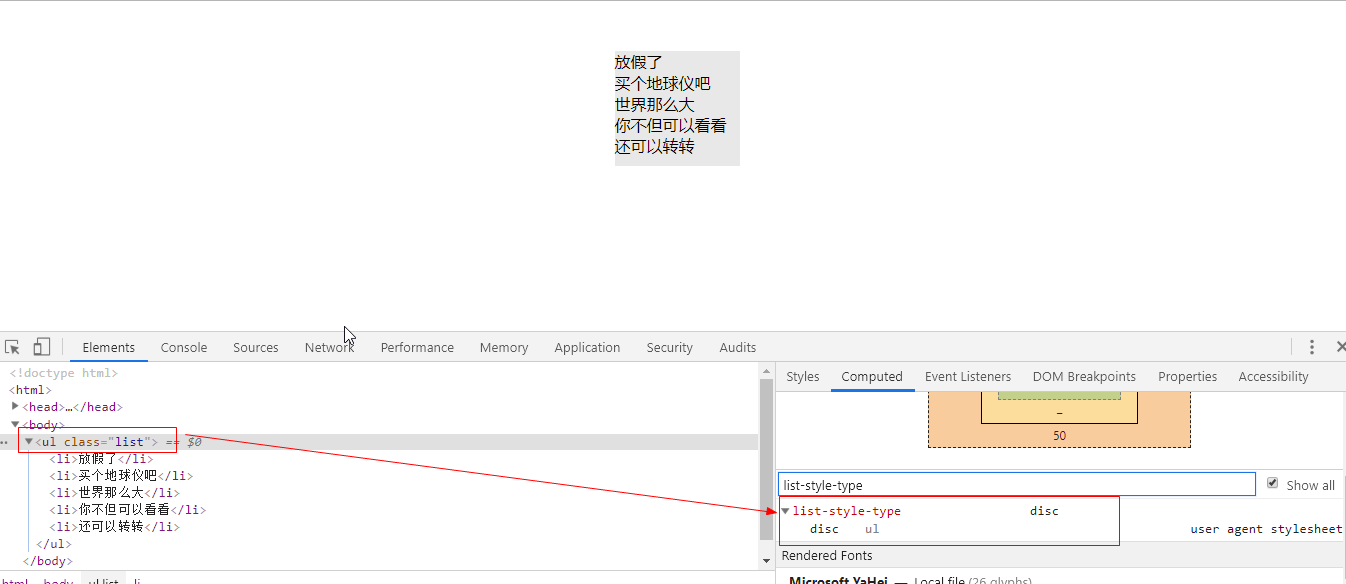 放假了
买个地球仪吧
世界那么大
你不但可以看看
还可以转转
Elements Console Sources Network Performance Memory Application Security Audits
<!doctype html>
<html>
<head>…</head>
<body>
<ul class="list"> == $0
<li>放假了</li>
<li>买个地球仪吧</li>
<li>世界那么大</li>
<li>你不但可以看看</li>
<li>还可以转转</li>
</ul>
</body>
html body ul.list li
Styles Computed Event Listeners DOM Breakpoints Properties Accessibility
–
50
list-style-type Show all
list-style-type disc
disc ul user agent stylesheet
Rendered Fonts
Microsoft YaHei — Local file (26 glyphs)